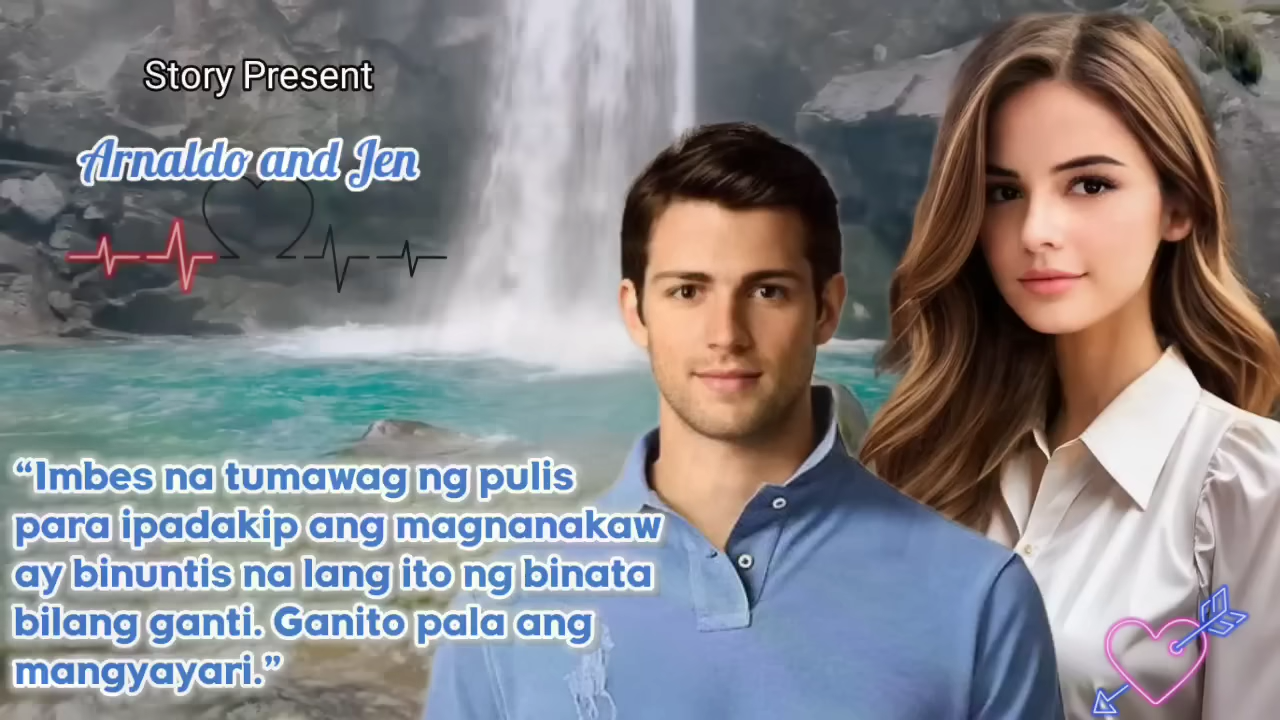 Story Present
Arnaldo and Jen
“Imbes na tumawag ng pulis
para ipadakip ang magnanakaw
ay binuntis na lang ito ng binata
bilang ganti. Ganito pala ang
mangyayari.”